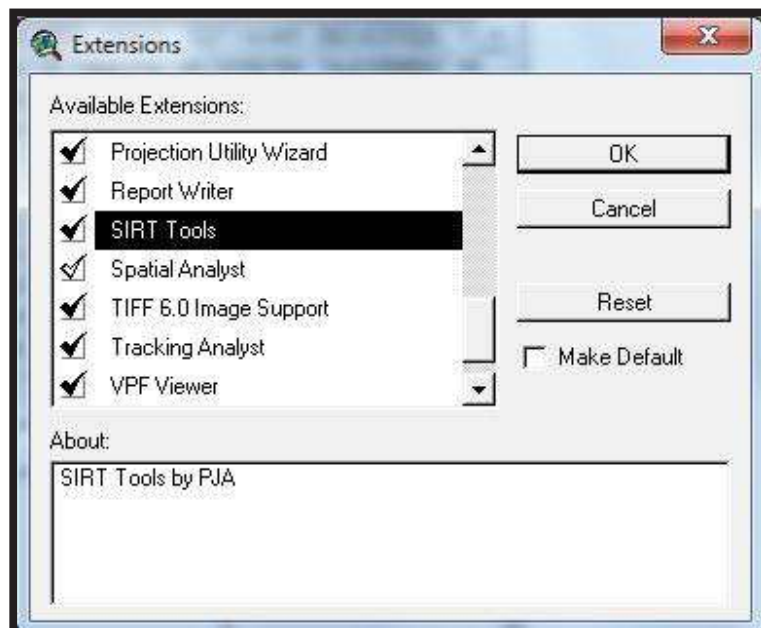 Extensions
Available Extensions:
Projection Utility Wizard
Report Writer
SIRT Tools
Spatial Analyst
TIFF 6.0 Image Support
Tracking Analyst
VPF Viewer
OK
Cancel
Reset
Make Default
About:
SIRT Tools by PJA